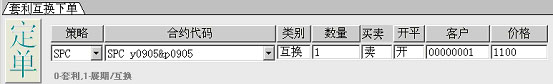 套利互换下单
定单
策略 合约代码 类别 数量 买卖 开平 客户 价格
SPC SPC y0905&p0905 互换 1 卖 开 00000001 1100
0-套利,1-展期/互换